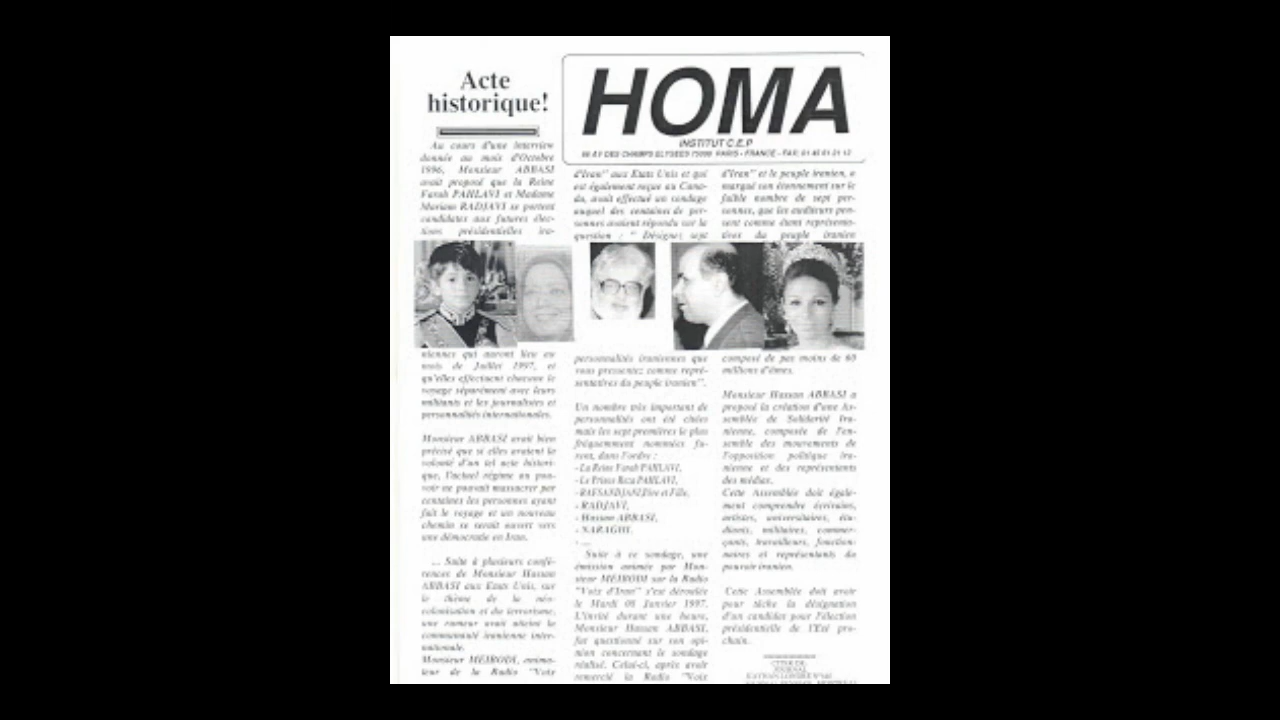 Acte
historique!
Au cours d'une interview
donnée au mois d'Octobre
1996, Monsieur ABBASI
avait proposé que la Reine
Farah PAHLAVI et Madame
Mariam RADJAVI se portent
candidates aux futures élec-
tions présidentielles ira-
niennes qui auront lieu au
mois de Juillet 1997, et
qu'elles effectuent chacune le
voyage séparément avec leurs
militants et les journalistes et
personnalités internationales.
Monsieur ABBASI avait bien
précisé que si elles avaient la
volonté d'un tel acte histori-
que, l'actuel régime au pou-
voir ne pouvait massacrer par
centaines les personnes ayant
fait le voyage et un nouveau
chemin se serait ouvert vers
une démocratie en Iran.
... Suite à plusieurs confé-
rences de Monsieur Hassan
ABBASI aux Etats Unis, sur
le thème de la néo-
colonisation et du terrorisme,
une rumeur avait atteint la
communauté iranienne inter-
nationale.
Monsieur MEIBODI, anima-
teur de la Radio "Voix
HOMA
INSTITUT C.E.P
DES CHAMPS ELYSEES 75008 PARIS - FRANCE - FAX:
d'Iran" aux Etats Unis et qui
est également reçue au Cana-
da, avait effectué un sondage
auquel des centaines de per-
sonnes avaient répondu sur la
question : " Désignez sept
personnalités iraniennes que
vous pressentez comme repré-
sentatives du peuple iranien".
Un nombre très important de
personnalités ont été citées
mais les sept premières le plus
fréquemment nommées fu-
rent, dans l'ordre :
- La Reine Farah PAHLAVI,
- Le Prince Reza PAHLAVI,
- RAFSANDJANI, Père et Fille,
- RADJAVI,
- Hassan ABBASI,
- NARAGHI,
- ...
Suite à ce sondage, une
émission animée par Mon-
sieur MEIBODI sur la Radio
"Voix d'Iran" s'est déroulée
le Mardi 08 Janvier 1997.
L'invité durant une heure,
Monsieur Hassan ABBASI,
fut questionné sur son opi-
nion concernant le sondage
réalisé. Celui-ci, après avoir
remercié la Radio "Voix
d'Iran" et le peuple iranien, a
marqué son étonnement sur le
faible nombre de sept per-
sonnes, que les auditeurs pen-
sent comme étant représenta-
tives du peuple iranien
composé de pas moins de 60
millions d'âmes.
Monsieur Hassan ABBASI a
proposé la création d'une As-
semblée de Solidarité Ira-
nienne, composée de l'en-
semble des mouvements de
l'opposition politique ira-
nienne et des représentants
des médias.
Cette Assemblée doit égale-
ment comprendre écrivains,
artistes, universitaires, étu-
diants, militaires, commer-
çants, travailleurs, fonction-
naires et représentants du
pouvoir iranien.
Cette Assemblée doit avoir
pour tâche la désignation
d'un candidat pour l'élection
présidentielle de l'Eté pro-
chain.
JOURNAL